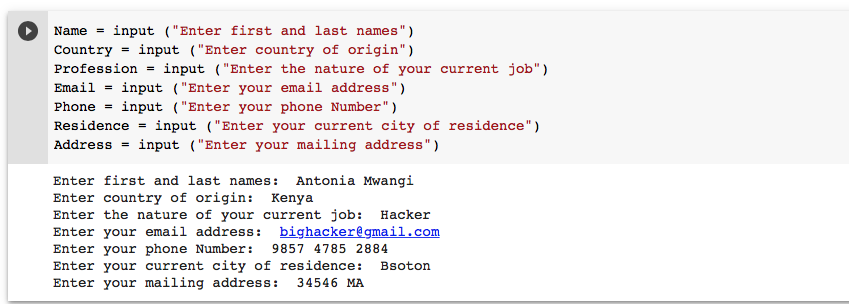 Name = input ("Enter first and last names")
Country = input ("Enter country of origin")
Profession = input ("Enter the nature of your current job")
Email = input ("Enter your email address")
Phone = input ("Enter your phone Number")
Residence = input ("Enter your current city of residence")
Address = input ("Enter your mailing address")
Enter first and last names:  Antonia Mwangi
Enter country of origin:  Kenya
Enter the nature of your current job:  Hacker
Enter your email address:  bighacker@gmail.com
Enter your phone Number:  9857 4785 2884
Enter your current city of residence:  Bsoton
Enter your mailing address:  34546 MA